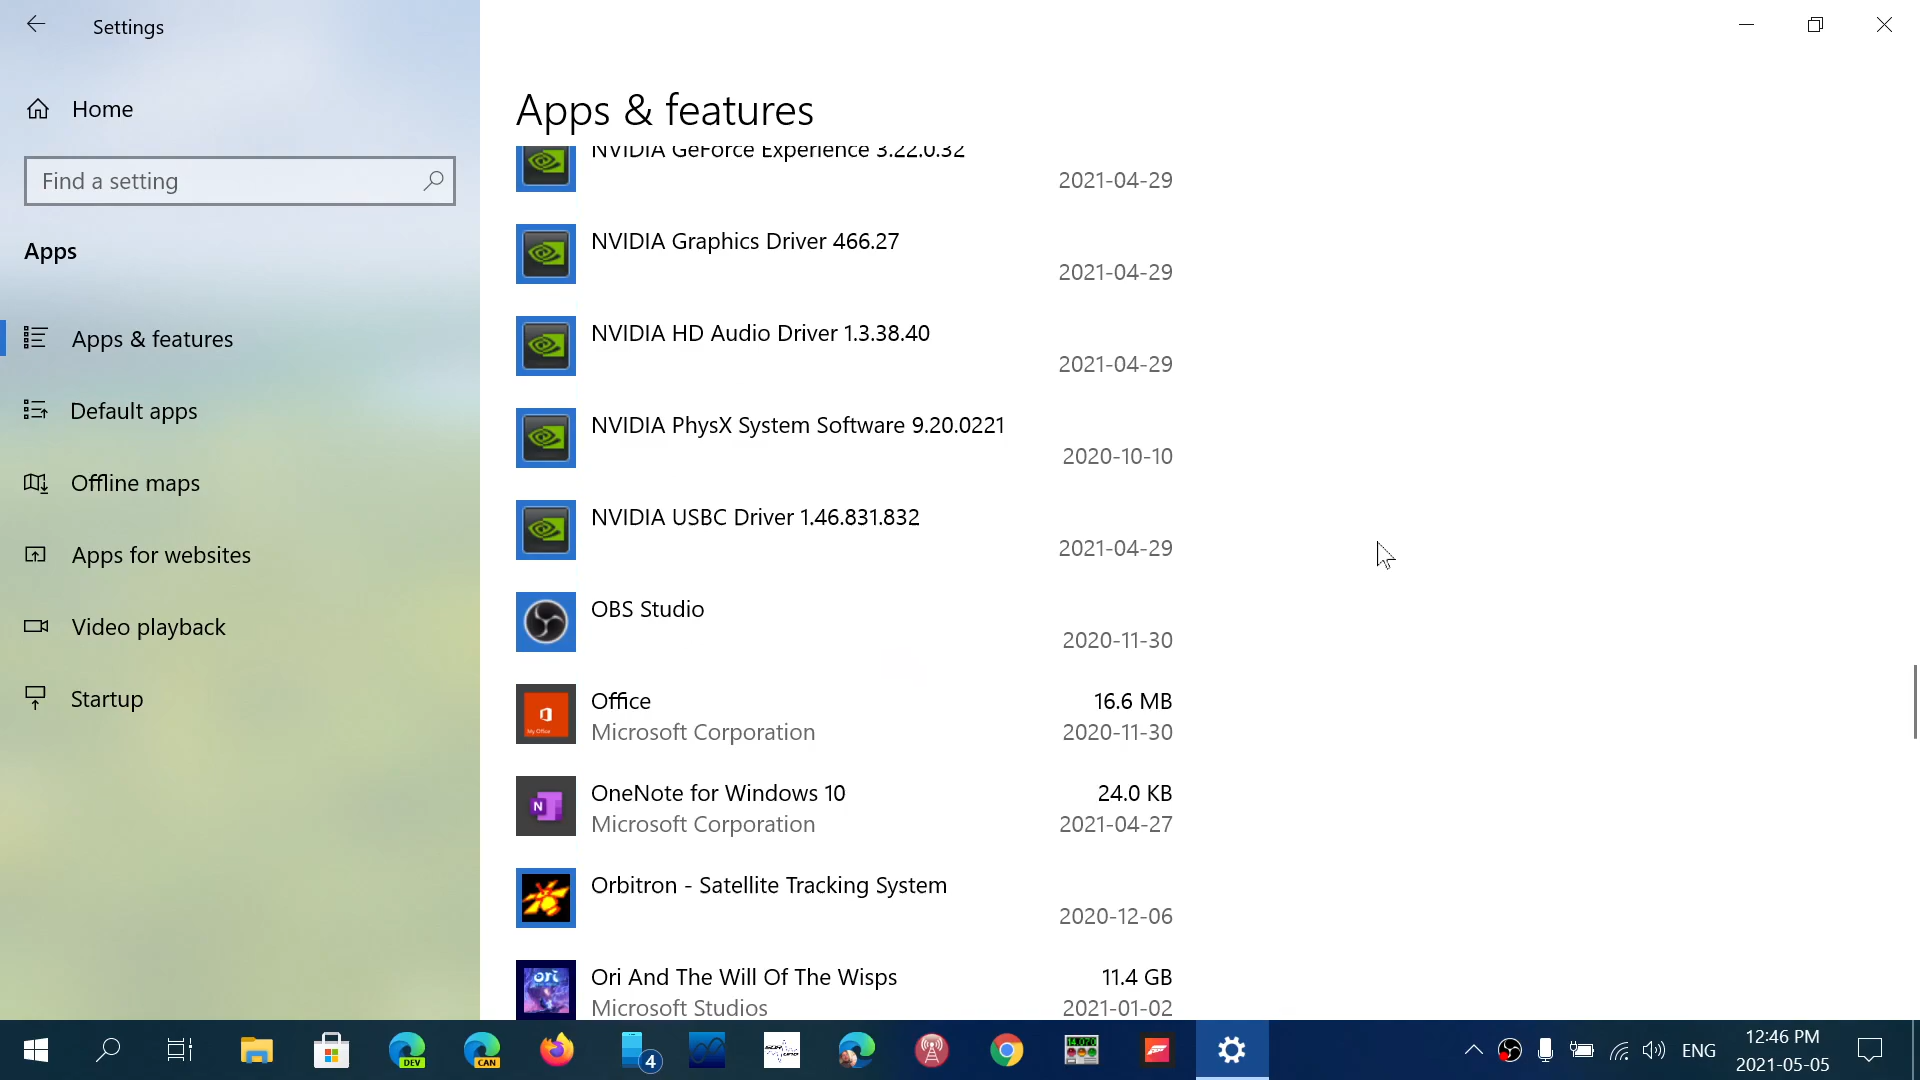 Settings
Home
Find a setting
Apps
Apps & features
Default apps
Offline maps
Apps for websites
Video playback
Startup
Apps & features
NVIDIA GeForce Experience 3.22.0.32
2021-04-29
NVIDIA Graphics Driver 466.27
2021-04-29
NVIDIA HD Audio Driver 1.3.38.40
2021-04-29
NVIDIA PhysX System Software 9.20.0221
2020-10-10
NVIDIA USBC Driver 1.46.831.832
2021-04-29
OBS Studio
2020-11-30
My Office
Office 16.6 MB
Microsoft Corporation 2020-11-30
N
OneNote for Windows 10 24.0 KB
Microsoft Corporation 2021-04-27
Orbitron - Satellite Tracking System
2020-12-06
ori
Ori And The Will Of The Wisps 11.4 GB
Microsoft Studios 2021-01-02
DEV
CAN
4
ENG
12:46 PM
2021-05-05